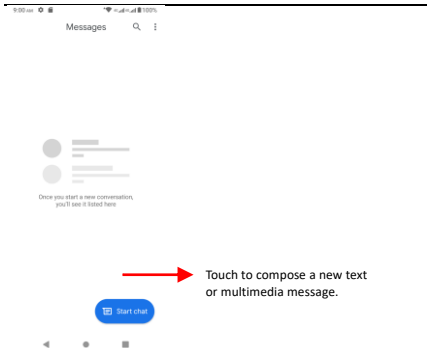 9:00 AM 100%
Messages
Once you start a new conversation,
you'll see it listed here
Touch to compose a new text
or multimedia message.
Start chat